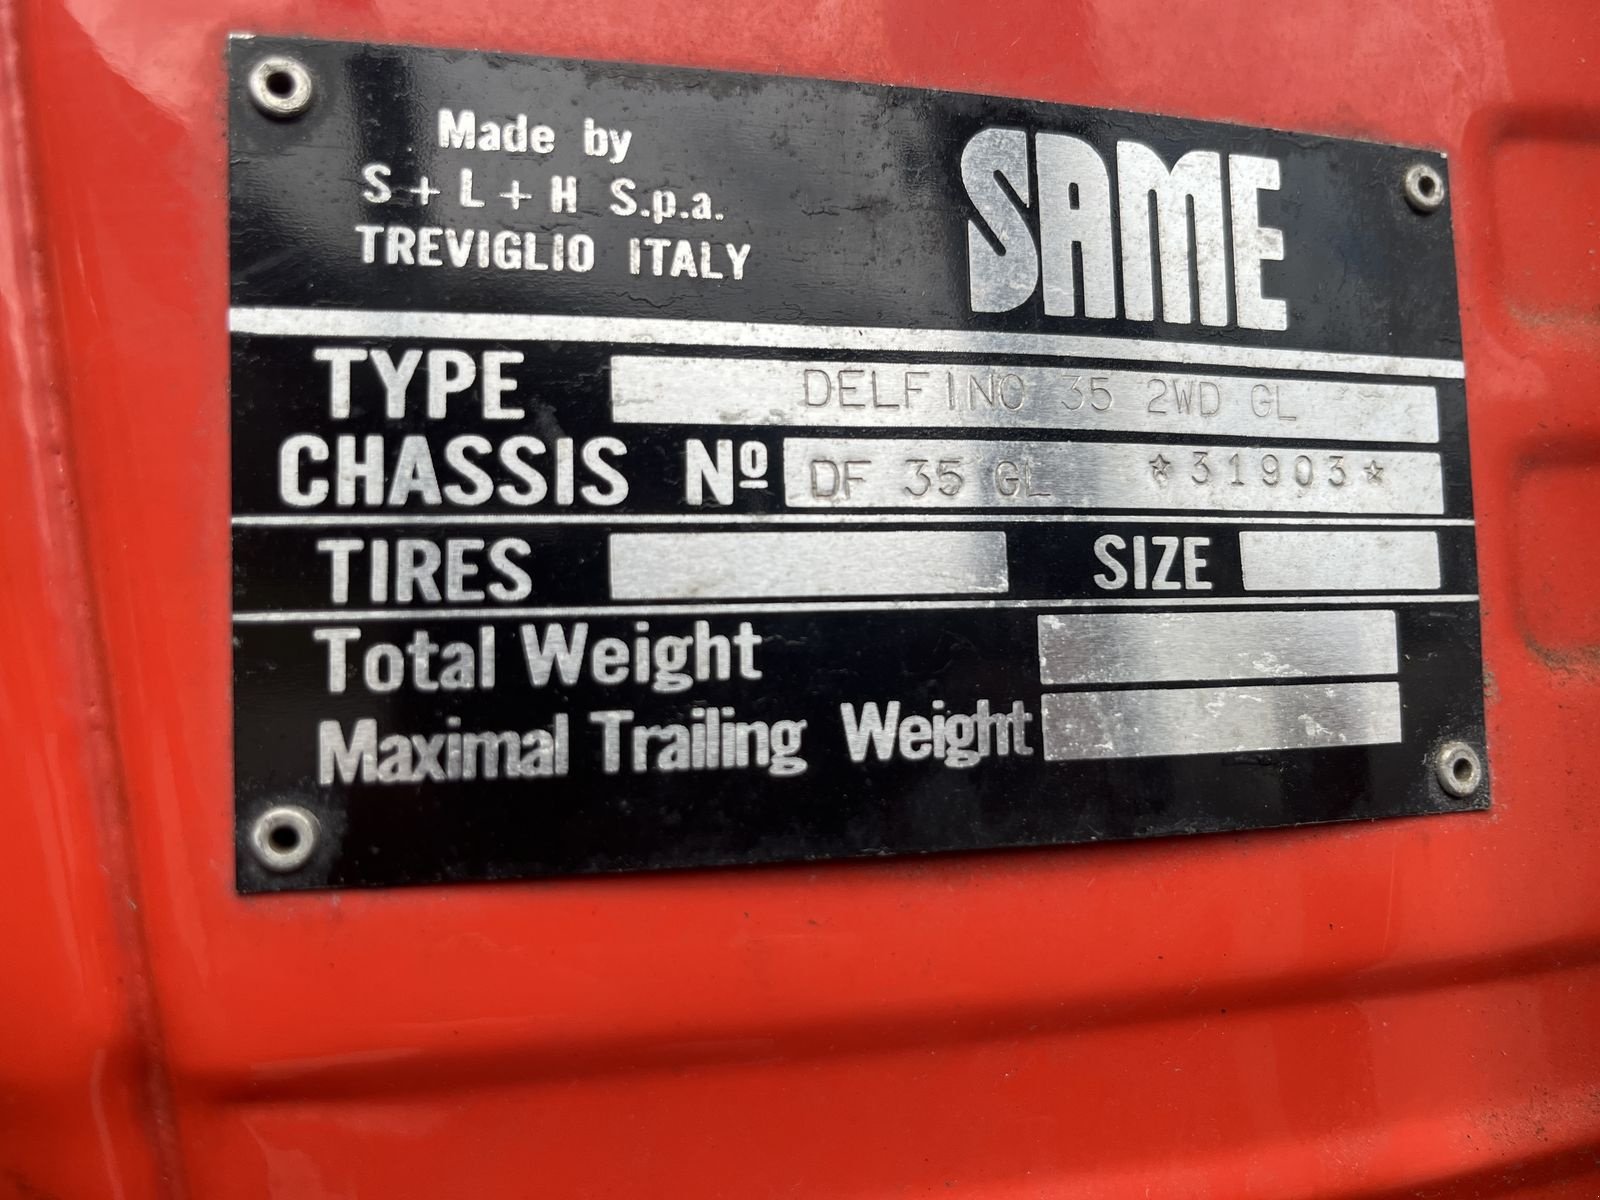 Made by
S + L + H S.p.a.
TREVIGLIO ITALY
SAME
TYPE DELFINO 35 2WD GL
CHASSIS Nº DF 35 GL *31903*
TIRES SIZE
Total Weight
Maximal Trailing Weight